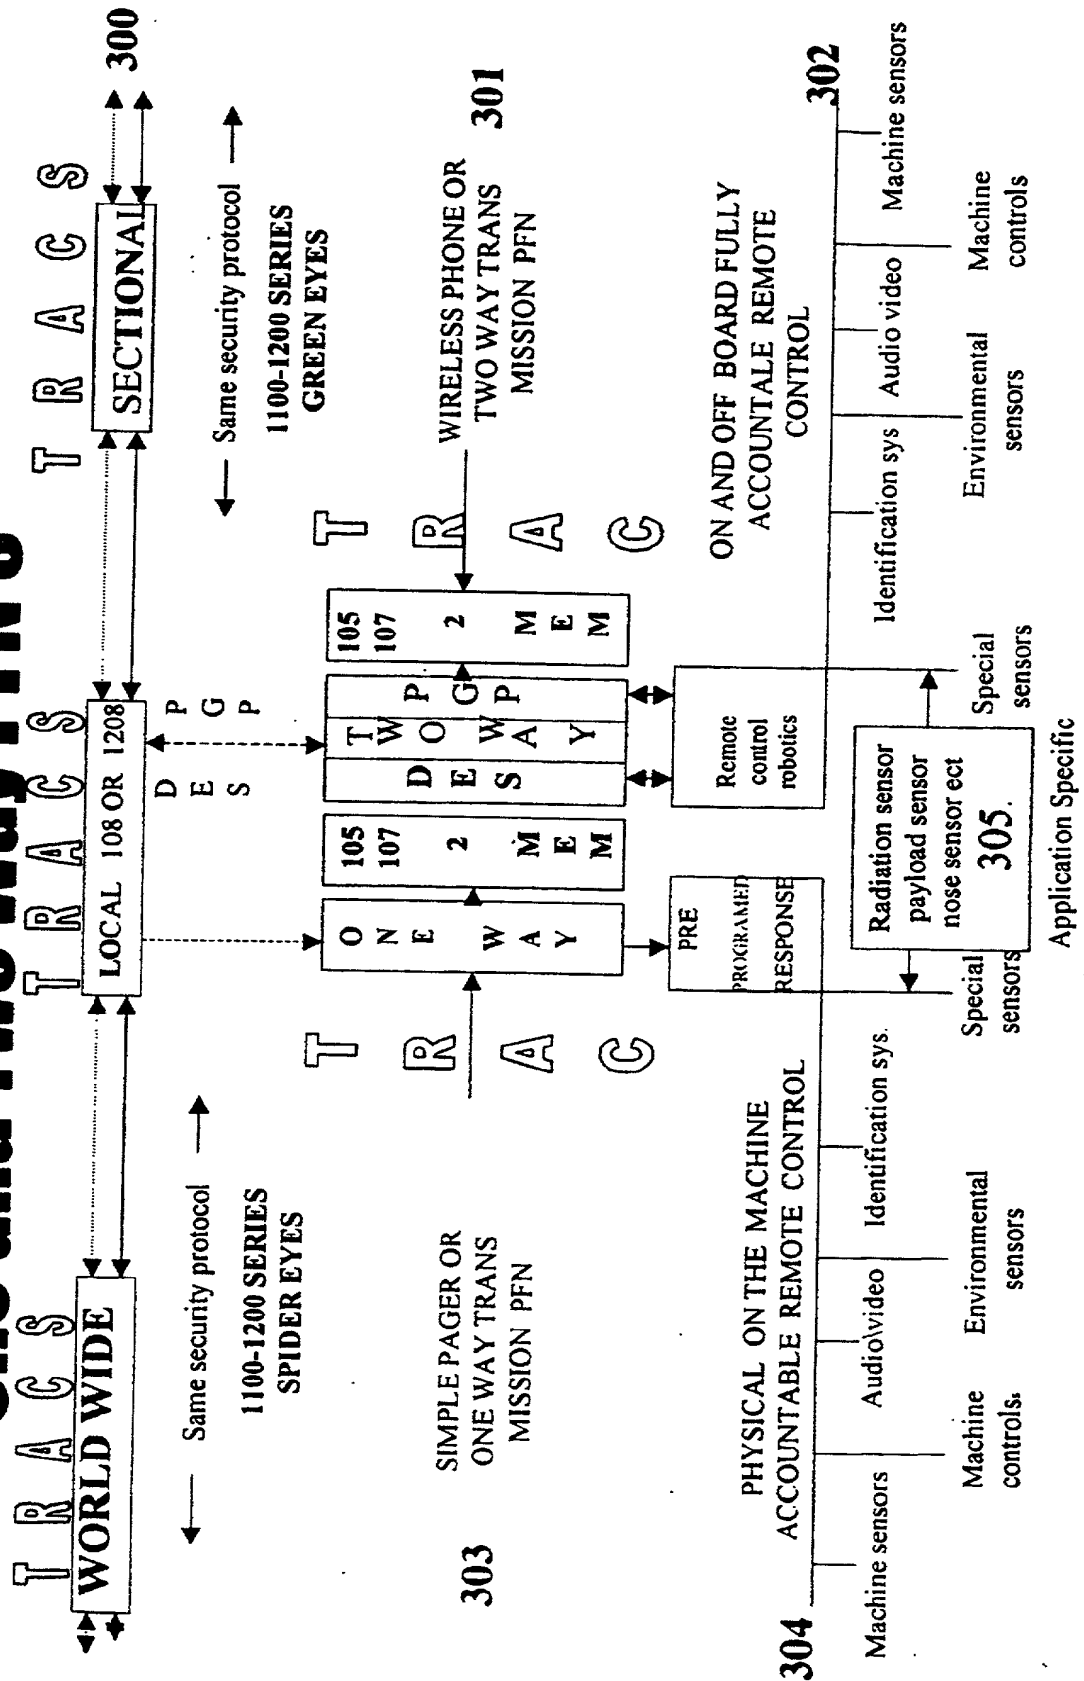 TRACS
TRACS
TRACS
WORLD WIDE
LOCAL 108 OR 1208
SECTIONAL
300
Same security protocol
1100-1200 SERIES
SPIDER EYES
DES
PGP
Same security protocol
1100-1200 SERIES
GREEN EYES
303
SIMPLE PAGER OR
ONE WAY TRANS
MISSION PFN
TRAC
ONE WAY
105
107
2
MEM
DES
TWO WAY
PGP
105
107
2
MEM
TRAC
WIRELESS PHONE OR
TWO WAY TRANS
MISSION PFN
301
PRE
PROGRAMED
RESPONSE
Remote
control
robotics
304
PHYSICAL ON THE MACHINE
ACCOUNTABLE REMOTE CONTROL
ON AND OFF BOARD FULLY
ACCOUNTALE REMOTE
CONTROL
302
Machine sensors
Machine
controls.
Audio\video
Environmental
sensors
Identification sys.
Special
sensors
Radiation sensor
payload sensor
nose sensor ect
305.
Special
sensors
Identification sys
Environmental
sensors
Audio video
Machine
controls
Machine sensors
Application Specific